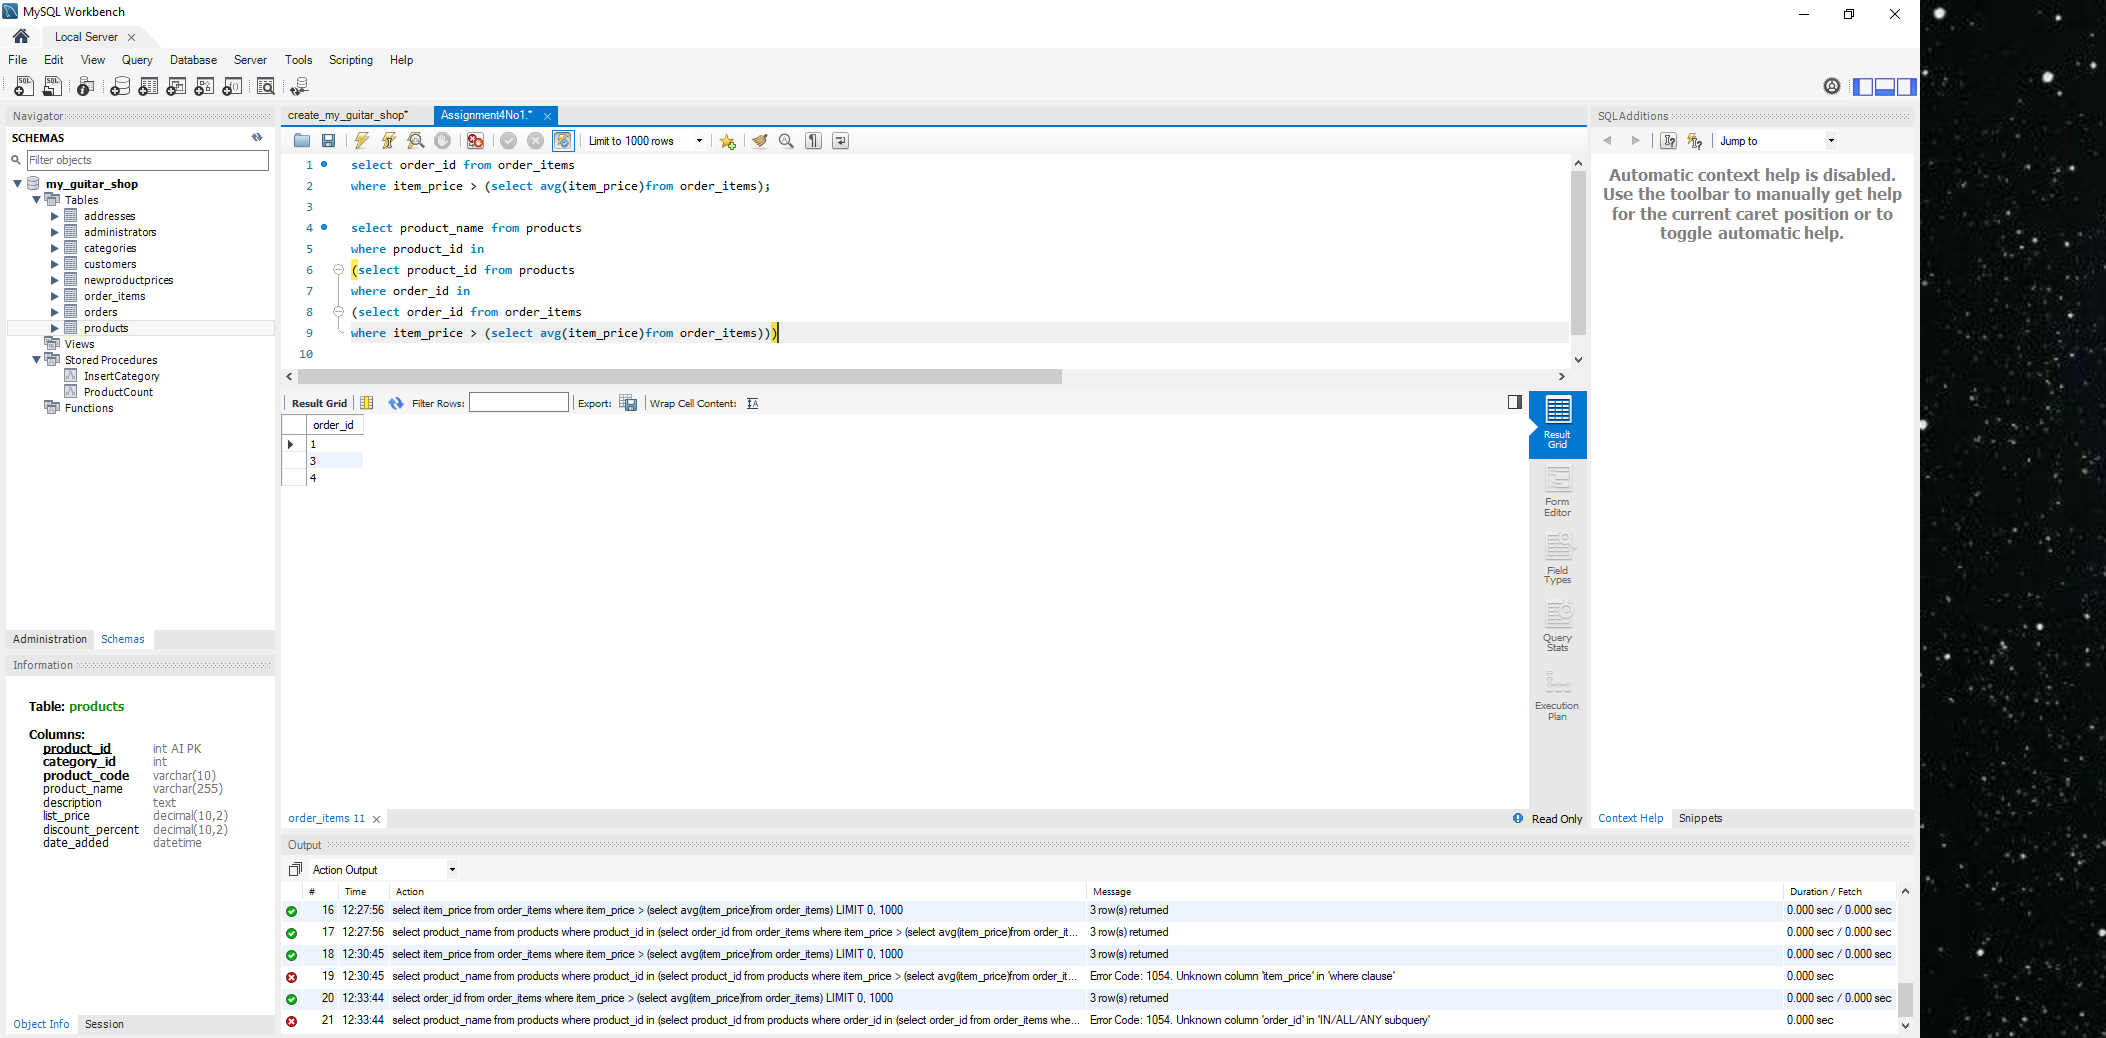 MySQL Workbench
Local Server
File Edit View Query Database Server Tools Scripting Help
Navigator
SCHEMAS
Filter objects
my_guitar_shop
Tables
addresses
administrators
categories
customers
newproductprices
order_items
orders
products
Views
Stored Procedures
InsertCategory
ProductCount
Functions
Administration Schemas
Information
Table: products
Columns:
product_id int AI PK
category_id int
product_code varchar(10)
product_name varchar(255)
description text
list_price decimal(10,2)
discount_percent decimal(10,2)
date_added datetime
Object Info Session
create_my_guitar_shop* Assignment4No1.*
Limit to 1000 rows
1 select order_id from order_items
2 where item_price > (select avg(item_price)from order_items);
3
4 select product_name from products
5 where product_id in
6 (select product_id from products
7 where order_id in
8 (select order_id from order_items
9 where item_price > (select avg(item_price)from order_items)))
10
Result Grid Filter Rows: Export: Wrap Cell Content:
order_id
1
3
4
Result Grid
Form Editor
Field Types
Query Stats
Execution Plan
order_items 11
Read Only
SQLAdditions
Jump to
Automatic context help is disabled.
Use the toolbar to manually get help
for the current caret position or to
toggle automatic help.
Context Help Snippets
Output
Action Output
# Time Action Message Duration / Fetch
16 12:27:56 select item_price from order_items where item_price > (select avg(item_price)from order_items) LIMIT 0, 1000 3 row(s) returned 0.000 sec / 0.000 sec
17 12:27:56 select product_name from products where product_id in (select order_id from order_items where item_price > (select avg(item_price)from order_it... 3 row(s) returned 0.000 sec / 0.000 sec
18 12:30:45 select item_price from order_items where item_price > (select avg(item_price)from order_items) LIMIT 0, 1000 3 row(s) returned 0.000 sec / 0.000 sec
19 12:30:45 select product_name from products where product_id in (select product_id from products where item_price > (select avg(item_price)from order_it... Error Code: 1054. Unknown column 'item_price' in 'where clause' 0.000 sec
20 12:33:44 select order_id from order_items where item_price > (select avg(item_price)from order_items) LIMIT 0, 1000 3 row(s) returned 0.000 sec / 0.000 sec
21 12:33:44 select product_name from products where product_id in (select product_id from products where order_id in (select order_id from order_items whe... Error Code: 1054. Unknown column 'order_id' in 'IN/ALL/ANY subquery' 0.000 sec